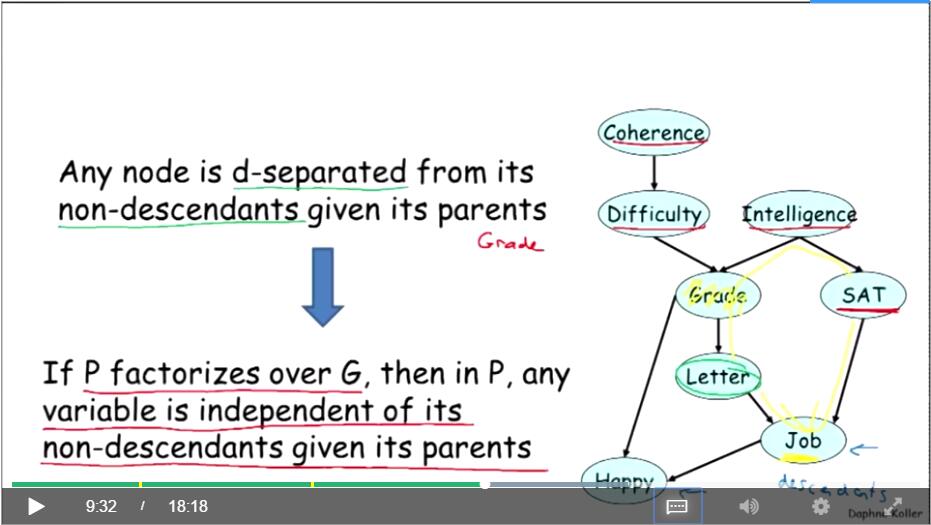 Coherence
Any node is d-separated from its
non-descendants given its parents
Grade
Difficulty
Intelligence
Grade
SAT
If P factorizes over G, then in P, any
variable is independent of its
non-descendants given its parents
Letter
Job
Happy
descendants
9:32 / 18:18
Daphne Koller